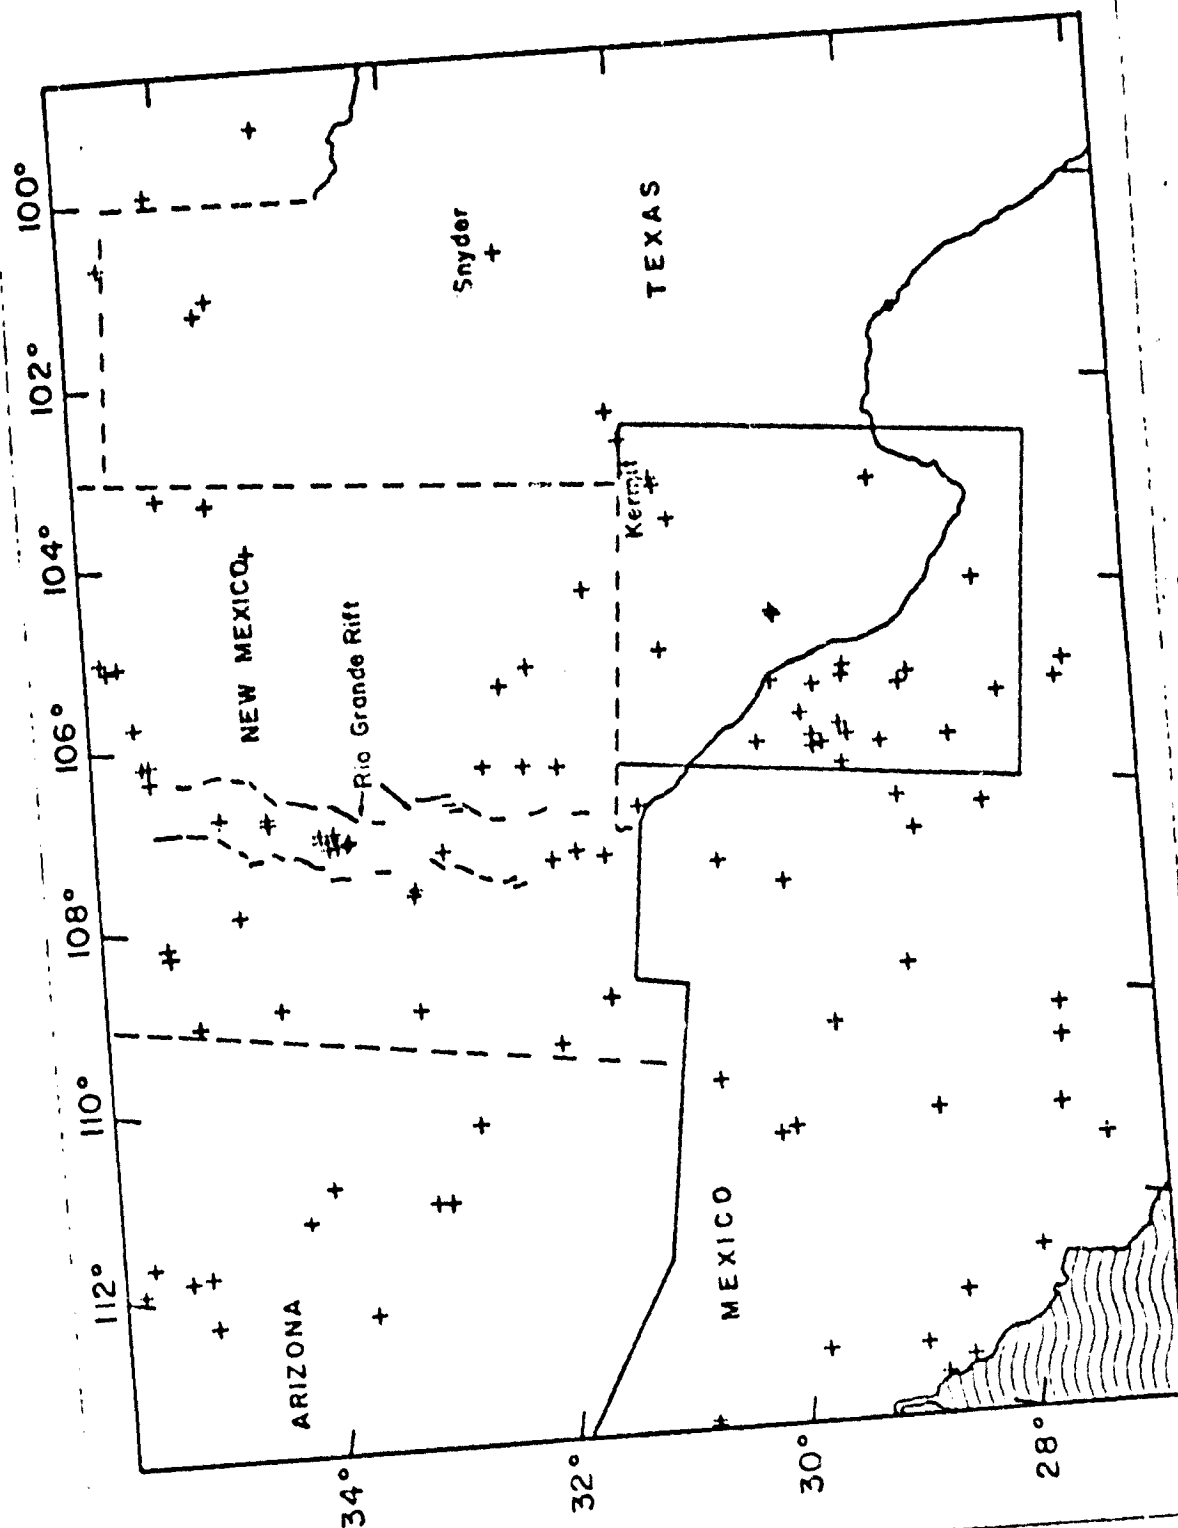 112°
110°
108°
106°
104°
102°
100°
34°
32°
30°
28°
ARIZONA
NEW MEXICO
Rio Grande Rift
Snyder
Kermit
TEXAS
MEXICO